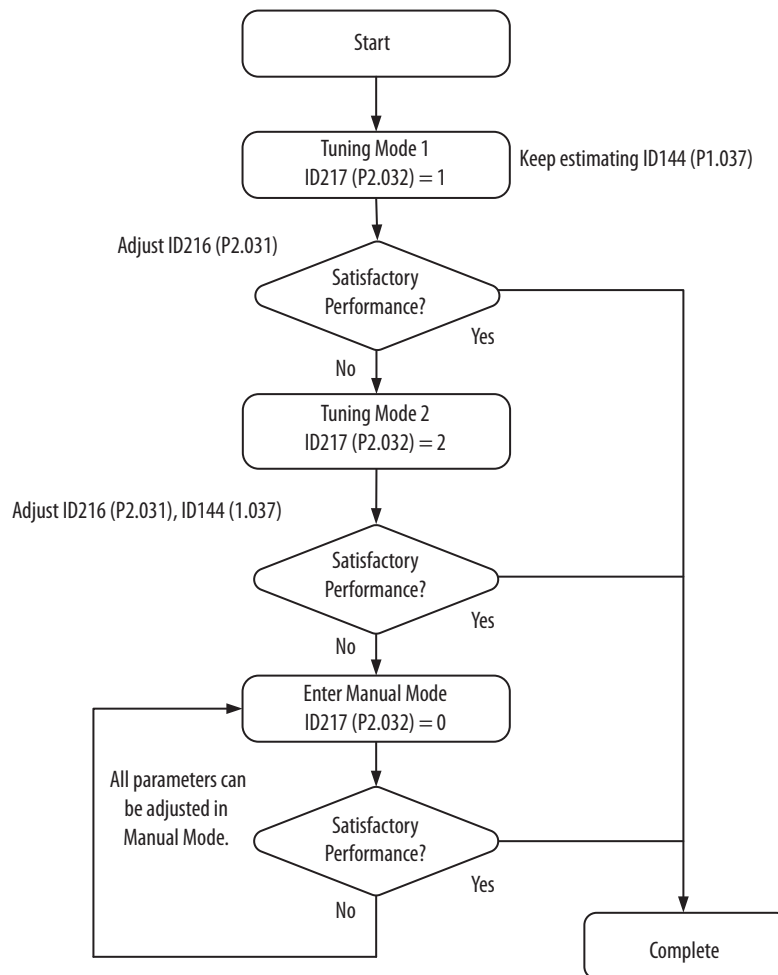 Start
Tuning Mode 1
ID217 (P2.032) = 1
Keep estimating ID144 (P1.037)
Adjust ID216 (P2.031)
Satisfactory
Performance?
Yes
No
Tuning Mode 2
ID217 (P2.032) = 2
Adjust ID216 (P2.031), ID144 (1.037)
Satisfactory
Performance?
Yes
No
Enter Manual Mode
ID217 (P2.032) = 0
All parameters can
be adjusted in
Manual Mode.
Satisfactory
Performance?
Yes
No
Complete